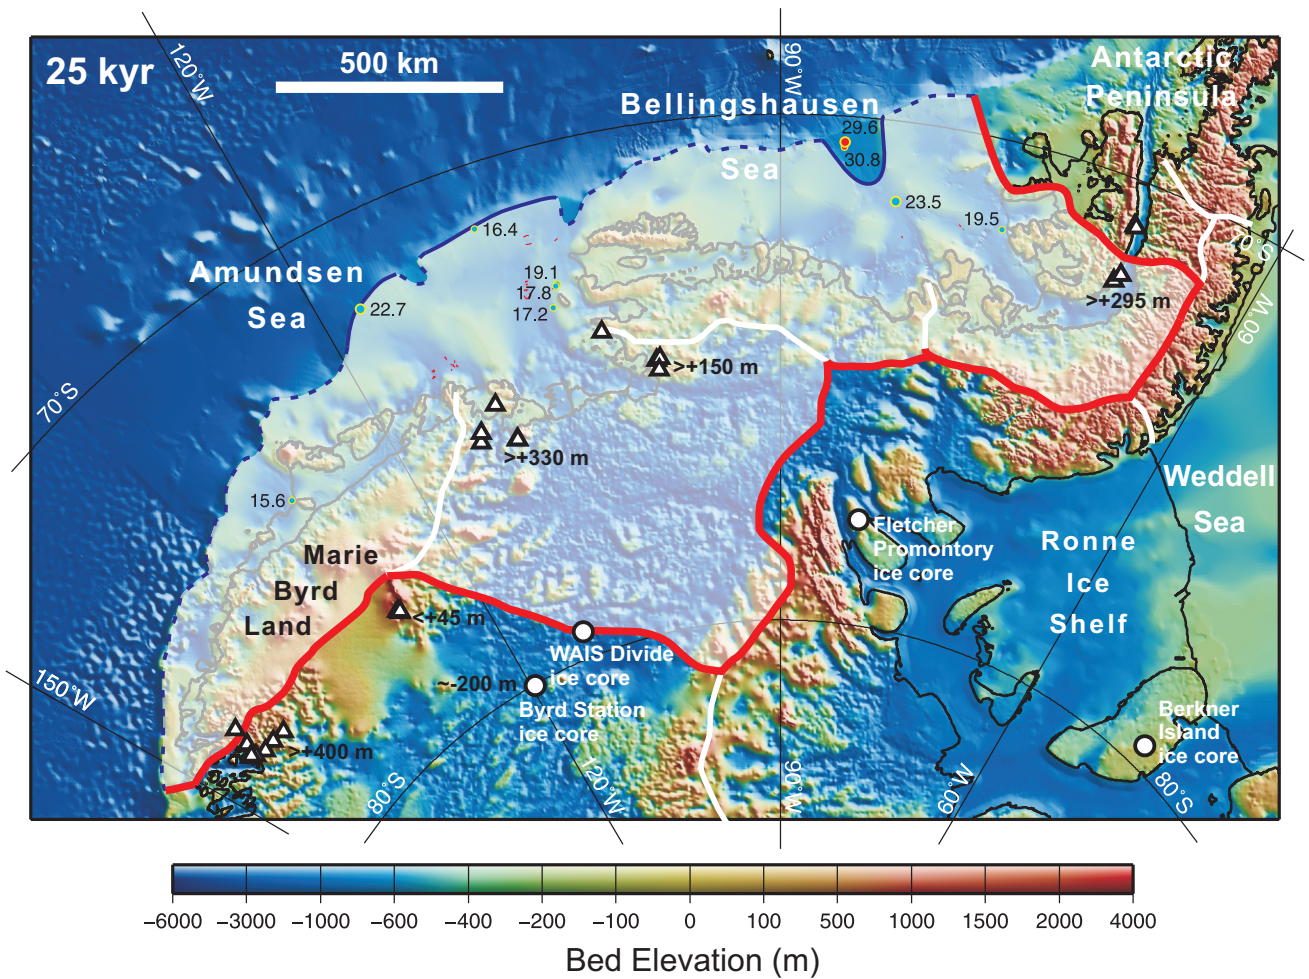 25 kyr
500 km
120°W
90°W
Antarctic
Peninsula
Bellingshausen
Sea
29.6
30.8
23.5
19.5
16.4
70°S
60°W
Amundsen
Sea
19.1
17.8
17.2
22.7
>+295 m
>+150 m
70°S
>+330 m
15.6
Weddell
Sea
Fletcher
Promontory
ice core
Ronne
Ice
Shelf
Marie
Byrd
Land
<+45 m
WAIS Divide
ice core
~-200 m
Byrd Station
ice core
150°W
>+400 m
Berkner
Island
ice core
80°S
120°W
90°W
60°W
80°S
−6000
−3000
−1000
−600
−400
−200
−100
0
100
500
1000
1500
2000
4000
Bed Elevation (m)